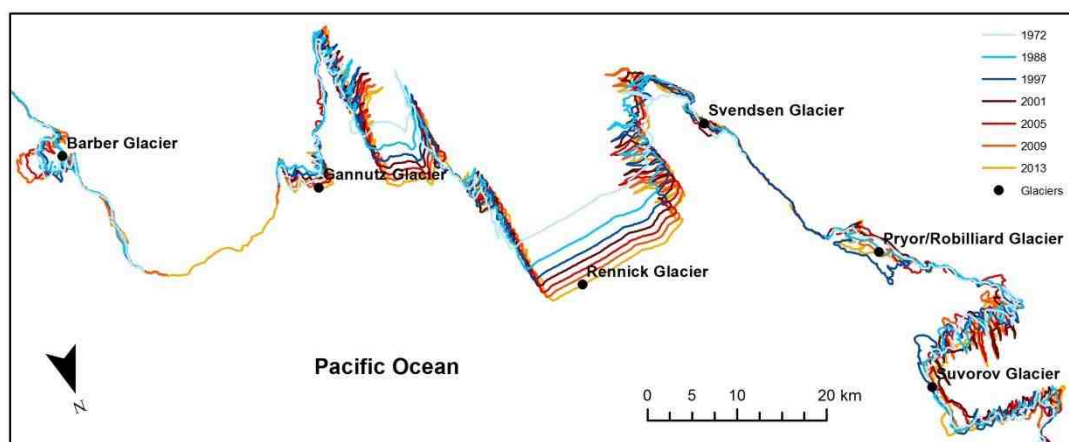 1972
1988
1997
2001
2005
2009
2013
Glaciers
Barber Glacier
Gannutz Glacier
Svendsen Glacier
Pryor/Robilliard Glacier
Rennick Glacier
Suvorov Glacier
Pacific Ocean
N
0 5 10 20 km